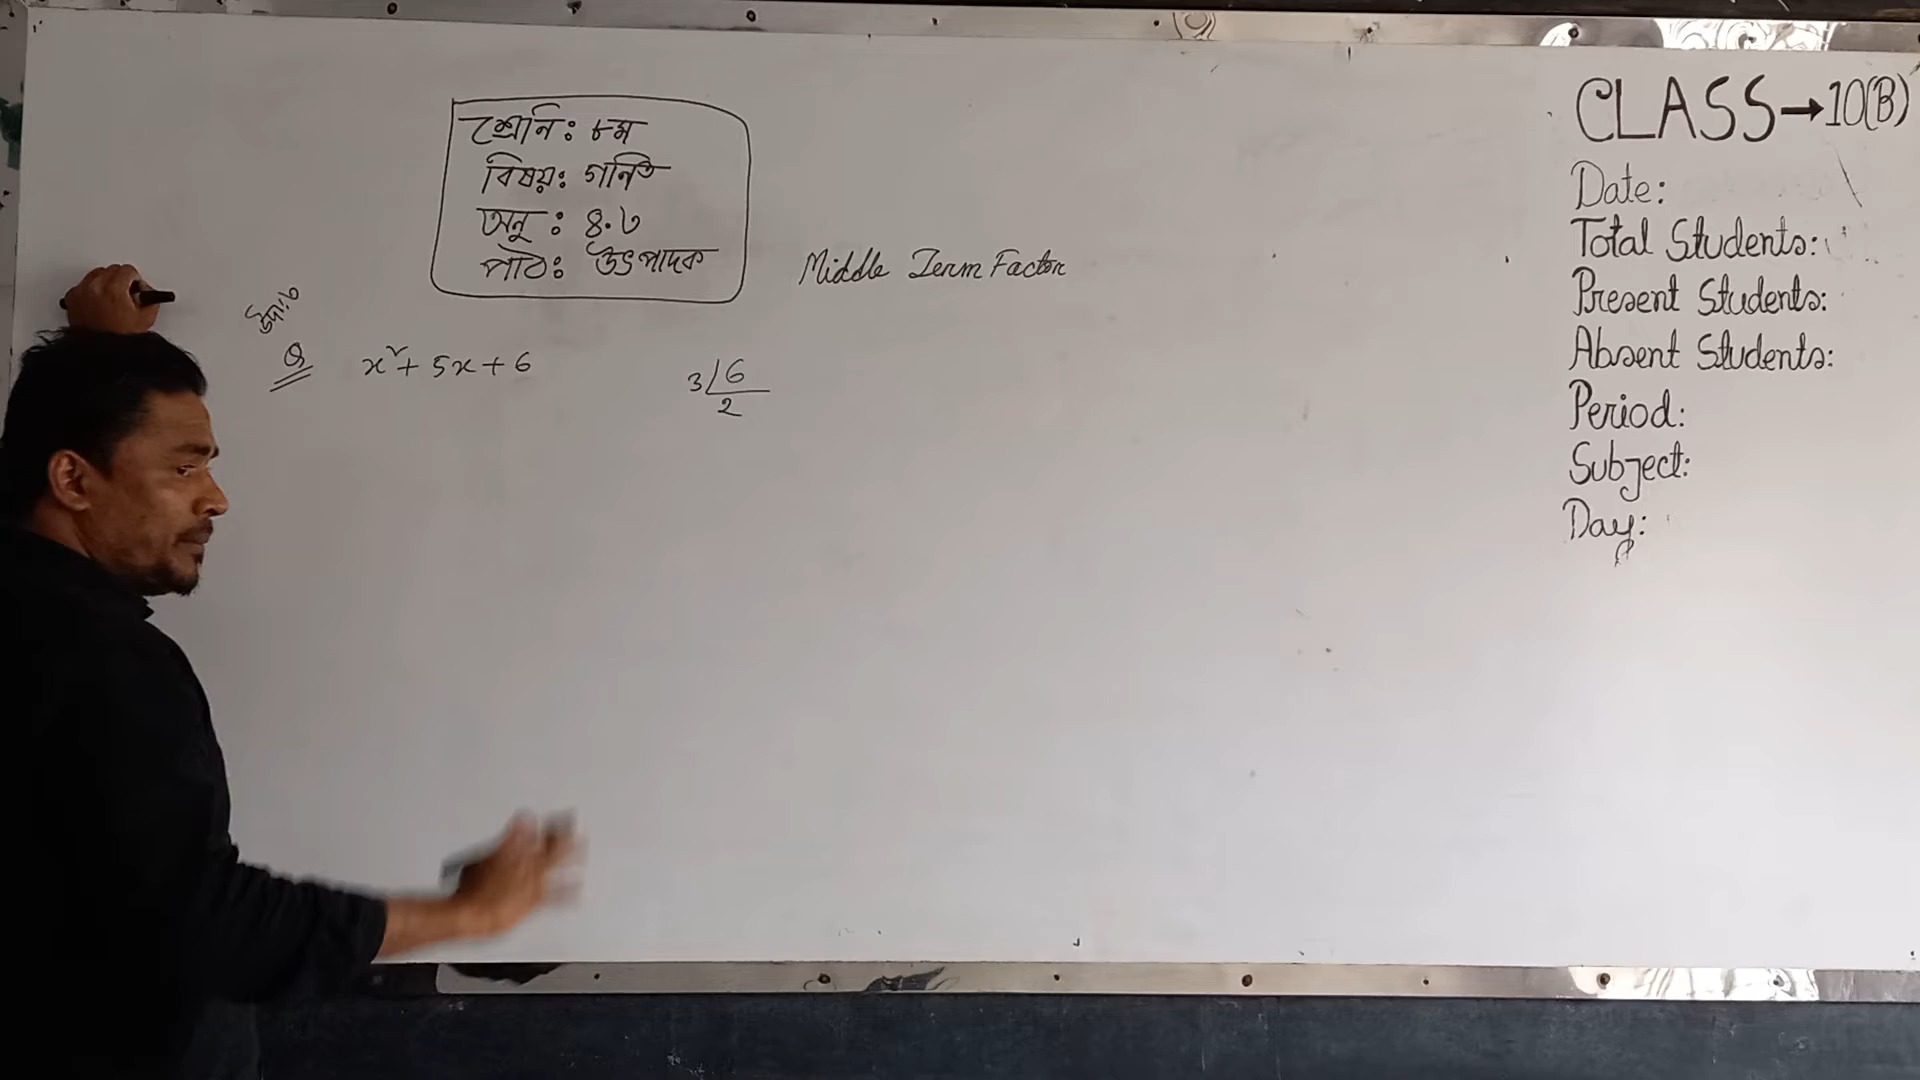 শ্রেনি: ৮ম
বিষয়: গনিত
অনু: ৪.৩
পাঠ: উৎপাদক
Middle Term Factor
x² + 5x + 6
3 6
2
CLASS → 10(B)
Date:
Total Students:
Present Students:
Absent Students:
Period:
Subject:
Day: